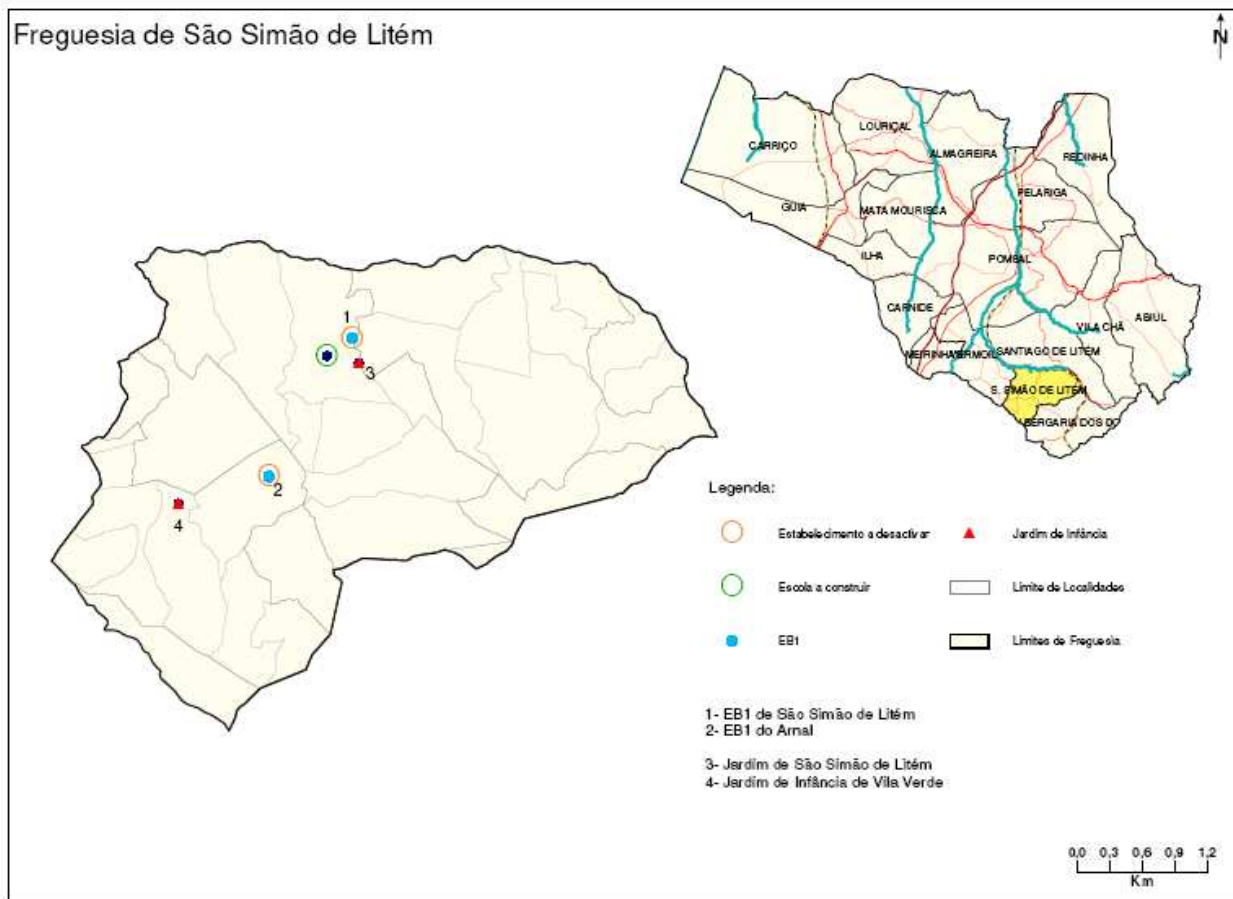 Freguesia de São Simão de Litém
N
CARRIÇO
LOURIÇAL
ALMAGREIRA
REDINHA
GUIA
MATA MOURISCA
PELARIGA
ILHA
POMBAL
CARNIDE
VILA CHÃ
ABIUL
SANTIAGO DE LITÉM
S. SIMÃO DE LITÉM
1
3
2
4
Legenda:
Estabelecimento a desactivar
Jardim de Infância
Escola a construir
Limite de Localidades
EB1
Limites de Freguesia
1- EB1 de São Simão de Litém
2- EB1 do Arnal
3- Jardim de São Simão de Litém
4- Jardim de Infância de Vila Verde
0,0 0,3 0,6 0,9 1,2
Km